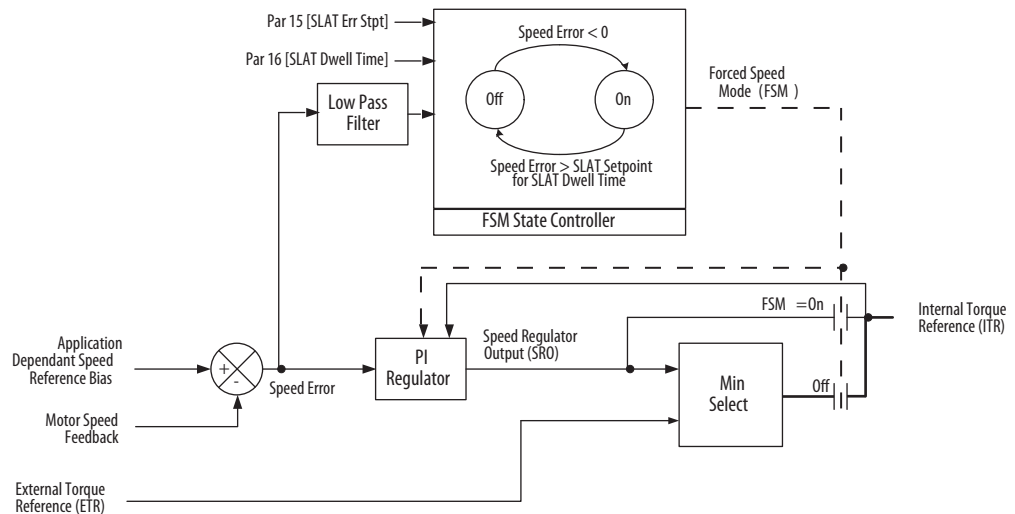 Par 15 [SLAT Err Stpt]
Par 16 [SLAT Dwell Time]
Low Pass
Filter
Speed Error < 0
Off
On
Speed Error > SLAT Setpoint
for SLAT Dwell Time
FSM State Controller
Forced Speed
Mode (FSM )
Application
Dependant Speed
Reference Bias
+
-
Speed Error
Motor Speed
Feedback
External Torque
Reference (ETR)
PI
Regulator
Speed Regulator
Output (SRO)
Min
Select
FSM =On
Off
Internal Torque
Reference (ITR)